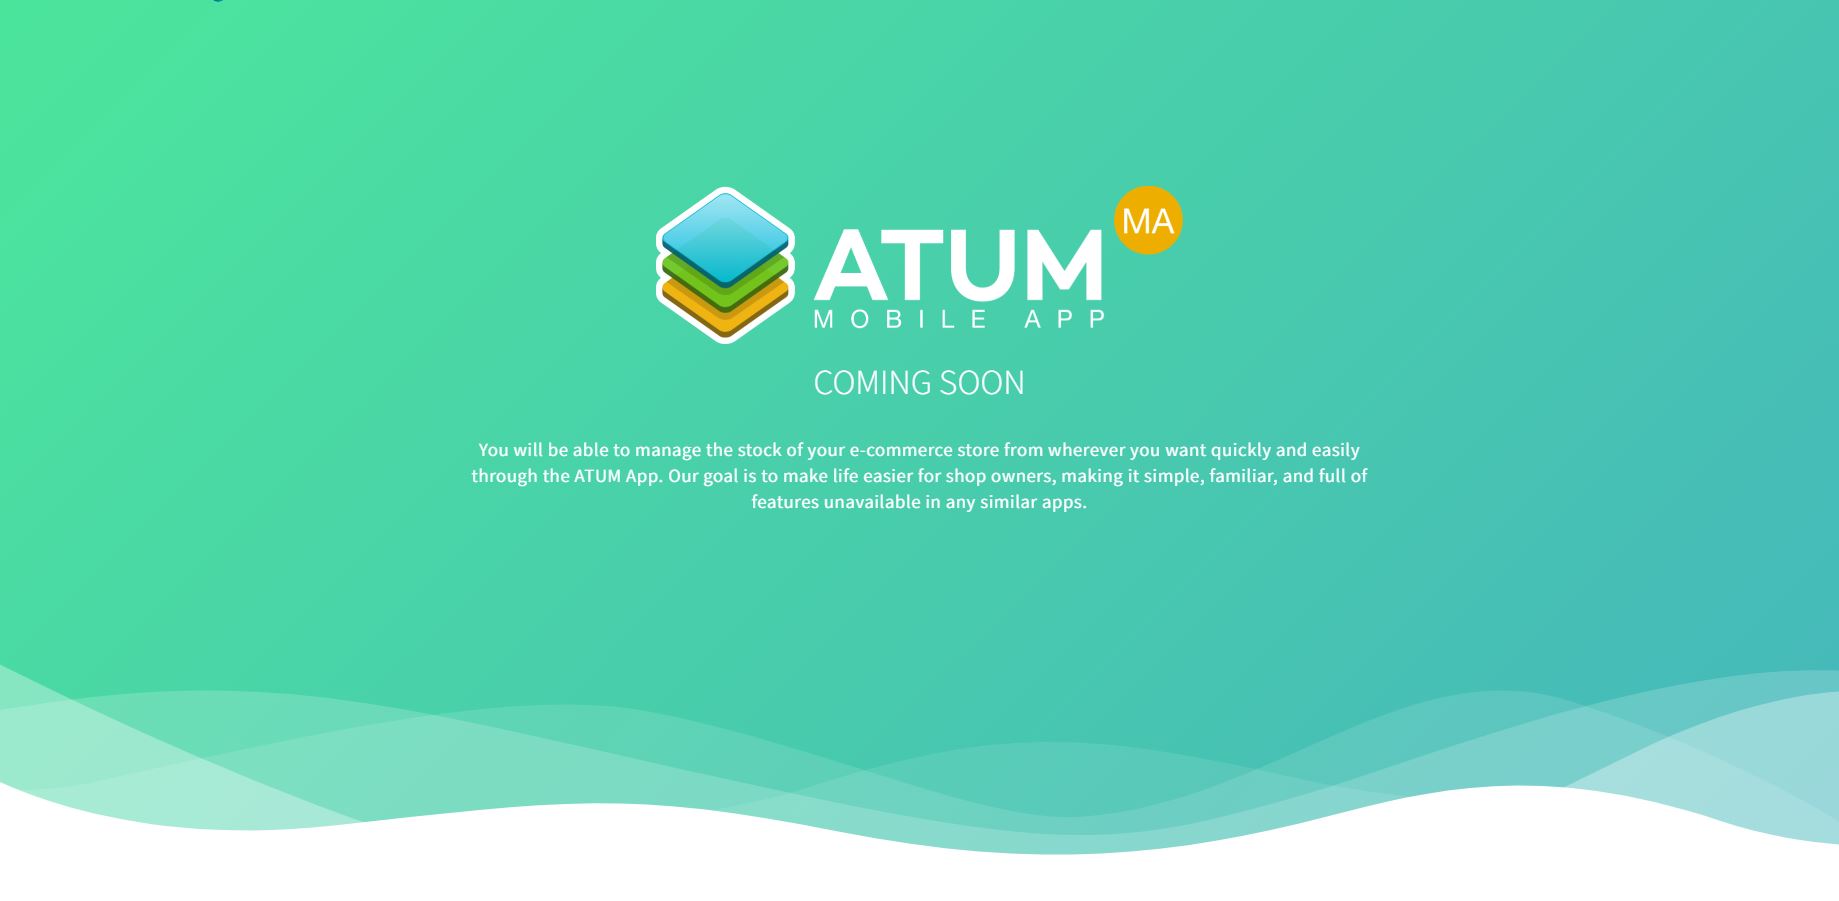 ATUM MA
MOBILE APP
COMING SOON
You will be able to manage the stock of your e-commerce store from wherever you want quickly and easily
through the ATUM App. Our goal is to make life easier for shop owners, making it simple, familiar, and full of
features unavailable in any similar apps.